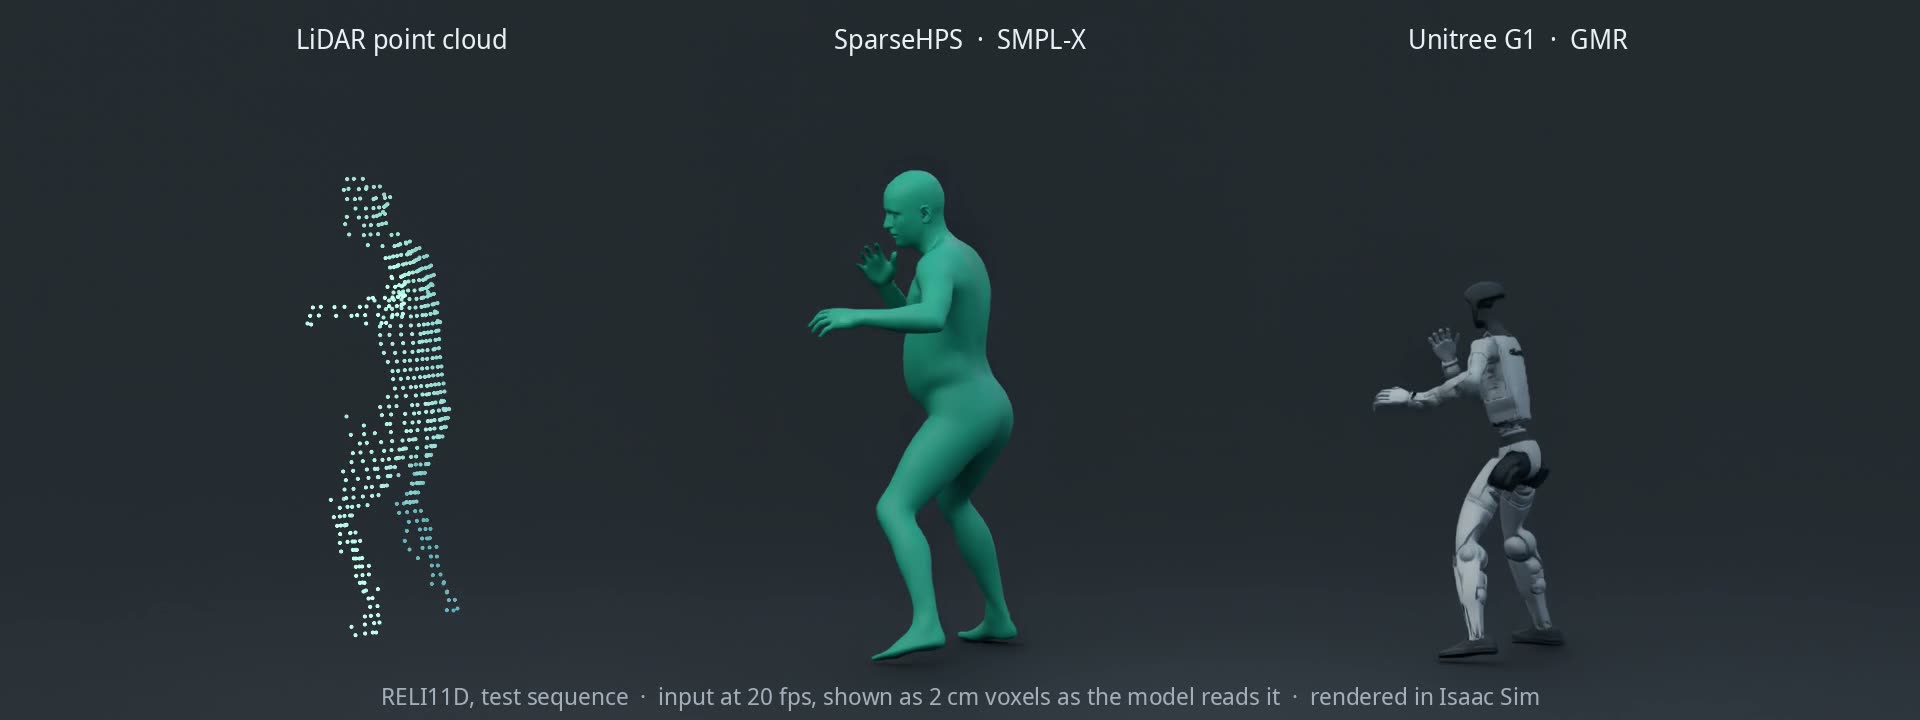 LiDAR point cloud
SparseHPS · SMPL-X
Unitree G1 · GMR
RELI11D, test sequence · input at 20 fps, shown as 2 cm voxels as the model reads it · rendered in Isaac Sim